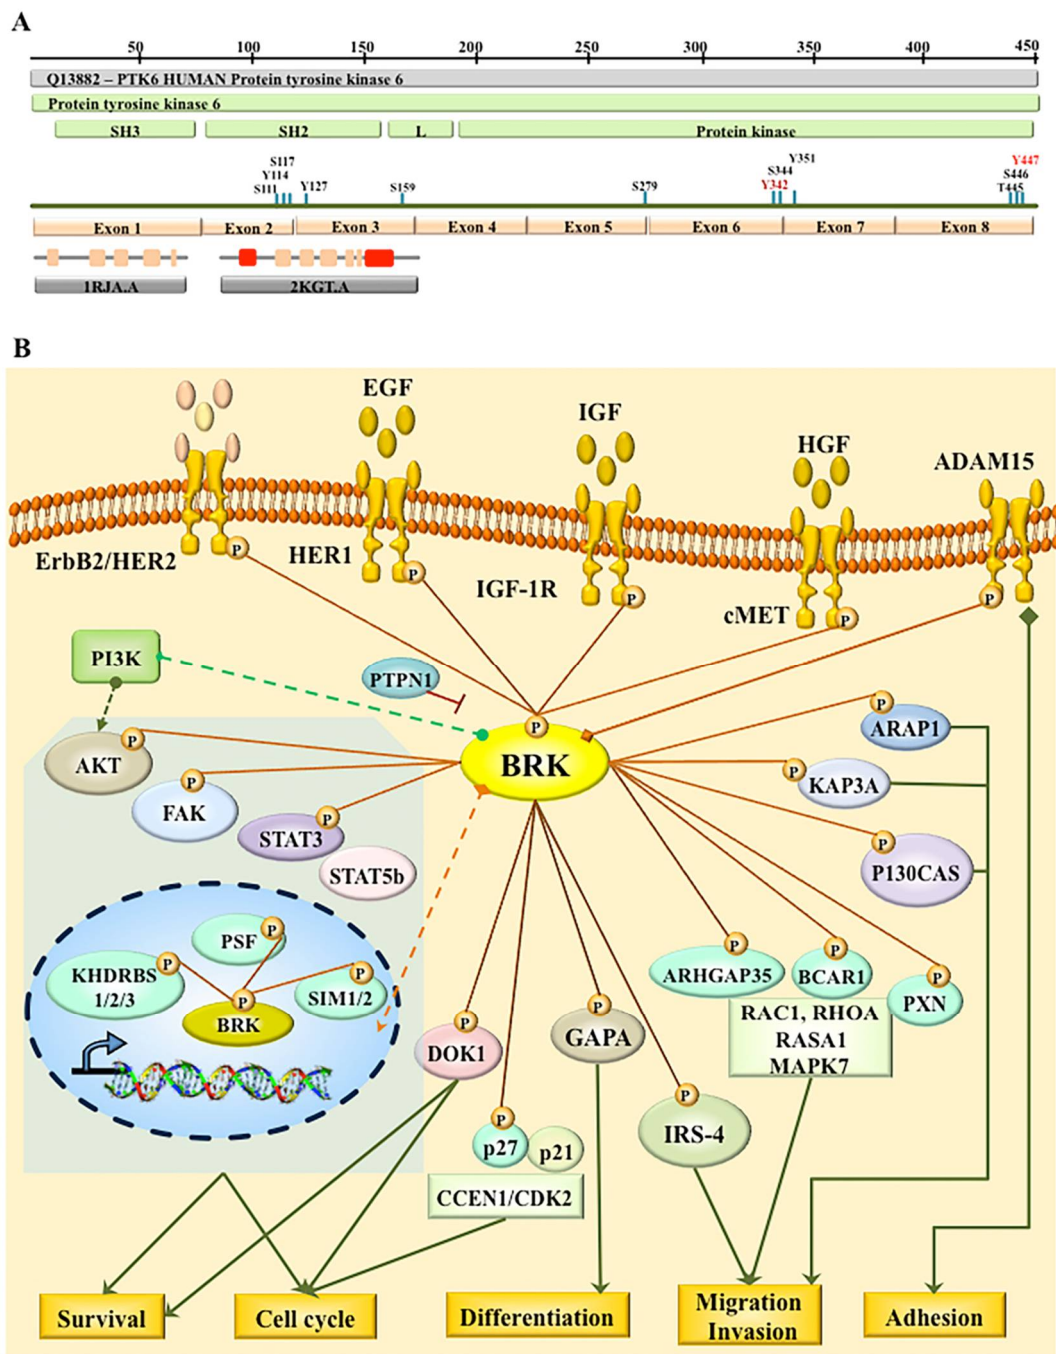 A
50 100 150 200 250 300 350 400 450
Q13882 – PTK6 HUMAN Protein tyrosine kinase 6
Protein tyrosine kinase 6
SH3 SH2 L Protein kinase
S117 Y351 Y447
Y114 S344 S446
S111 Y127 S159 S279 Y342 T445
Exon 1 Exon 2 Exon 3 Exon 4 Exon 5 Exon 6 Exon 7 Exon 8
1RJA.A 2KGT.A
B
EGF
IGF
HGF
ADAM15
ErbB2/HER2
P
HER1
P
IGF-1R
P
cMET
P
P
PI3K
PTPN1
P
BRK
P
AKT
P
FAK
P
STAT3
STAT5b
P
ARAP1
P
KAP3A
P
P130CAS
P
PSF
P
KHDRBS
1/2/3
P
SIM1/2
P
BRK
P
DOK1
P
GAPA
P
ARHGAP35
P
BCAR1
P
PXN
RAC1, RHOA
RASA1
MAPK7
P
p27
p21
CCEN1/CDK2
P
IRS-4
Survival
Cell cycle
Differentiation
Migration
Invasion
Adhesion